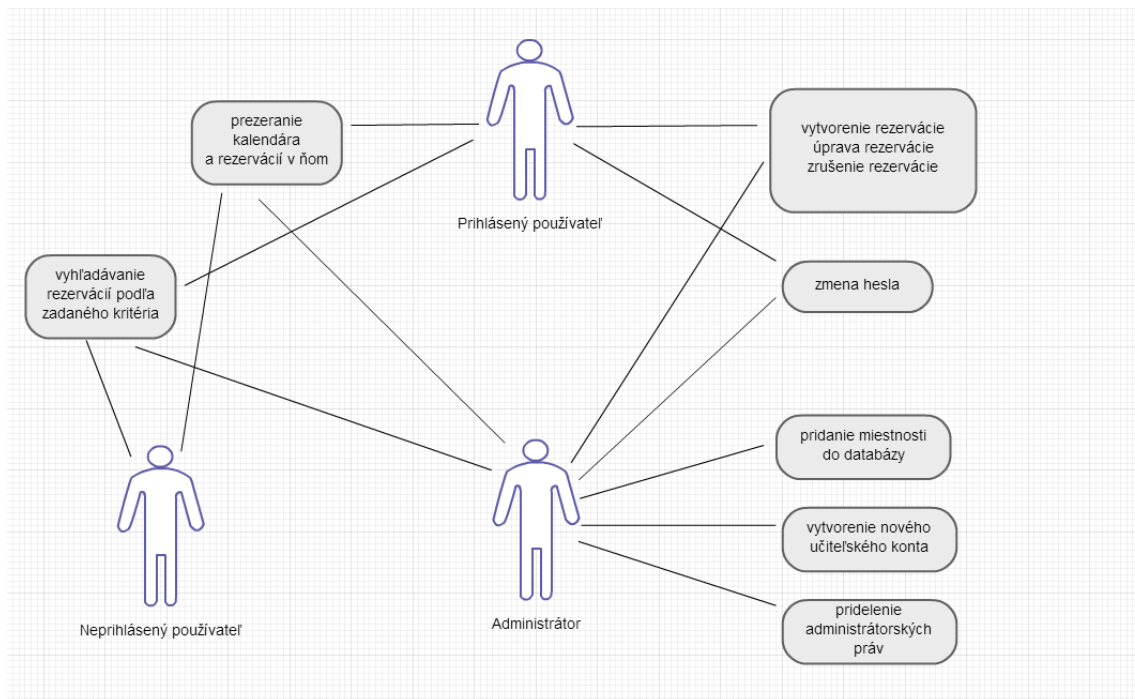 prezeranie
kalendára
a rezervácií v ňom
vytvorenie rezervácie
úprava rezervácie
zrušenie rezervácie
Prihlásený používateľ
vyhľadávanie
rezervácií podľa
zadaného kritéria
zmena hesla
pridanie miestnosti
do databázy
vytvorenie nového
učiteľského konta
pridelenie
administrátorských
práv
Administrátor
Neprihlásený používateľ